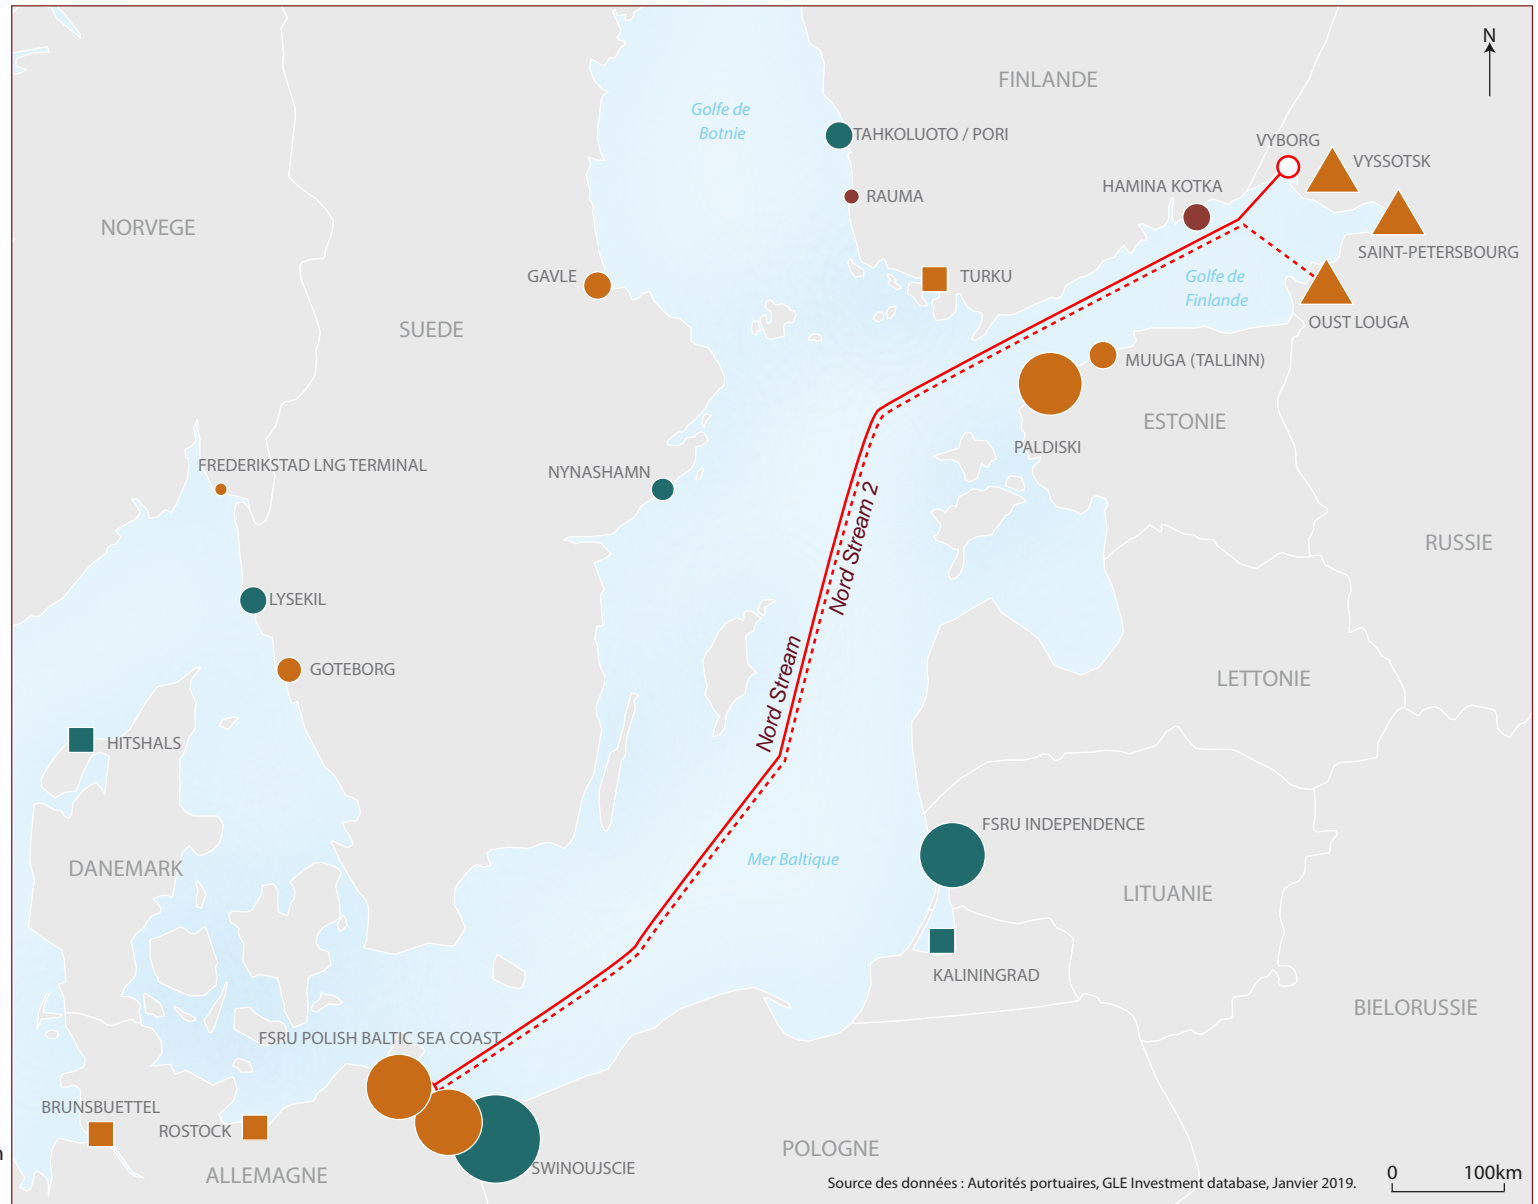 N
FINLANDE
Golfe de
Botnie
TAHKOLUOTO / PORI
VYBORG
VYSSOTSK
HAMINA KOTKA
RAUMA
NORVEGE
SAINT-PETERSBOURG
GAVLE
TURKU
Golfe de
Finlande
SUEDE
OUST LOUGA
MUUGA (TALLINN)
ESTONIE
PALDISKI
FREDERIKSTAD LNG TERMINAL
NYNASHAMN
Nord Stream 2
RUSSIE
LYSEKIL
GOTEBORG
Nord Stream
LETTONIE
HITSHALS
FSRU INDEPENDENCE
Mer Baltique
DANEMARK
LITUANIE
KALININGRAD
BIELORUSSIE
FSRU POLISH BALTIC SEA COAST
BRUNSBUETTEL
ROSTOCK
POLOGNE
SWINOUJSCIE
ALLEMAGNE
Source des données : Autorités portuaires, GLE Investment database, Janvier 2019.
0 100km